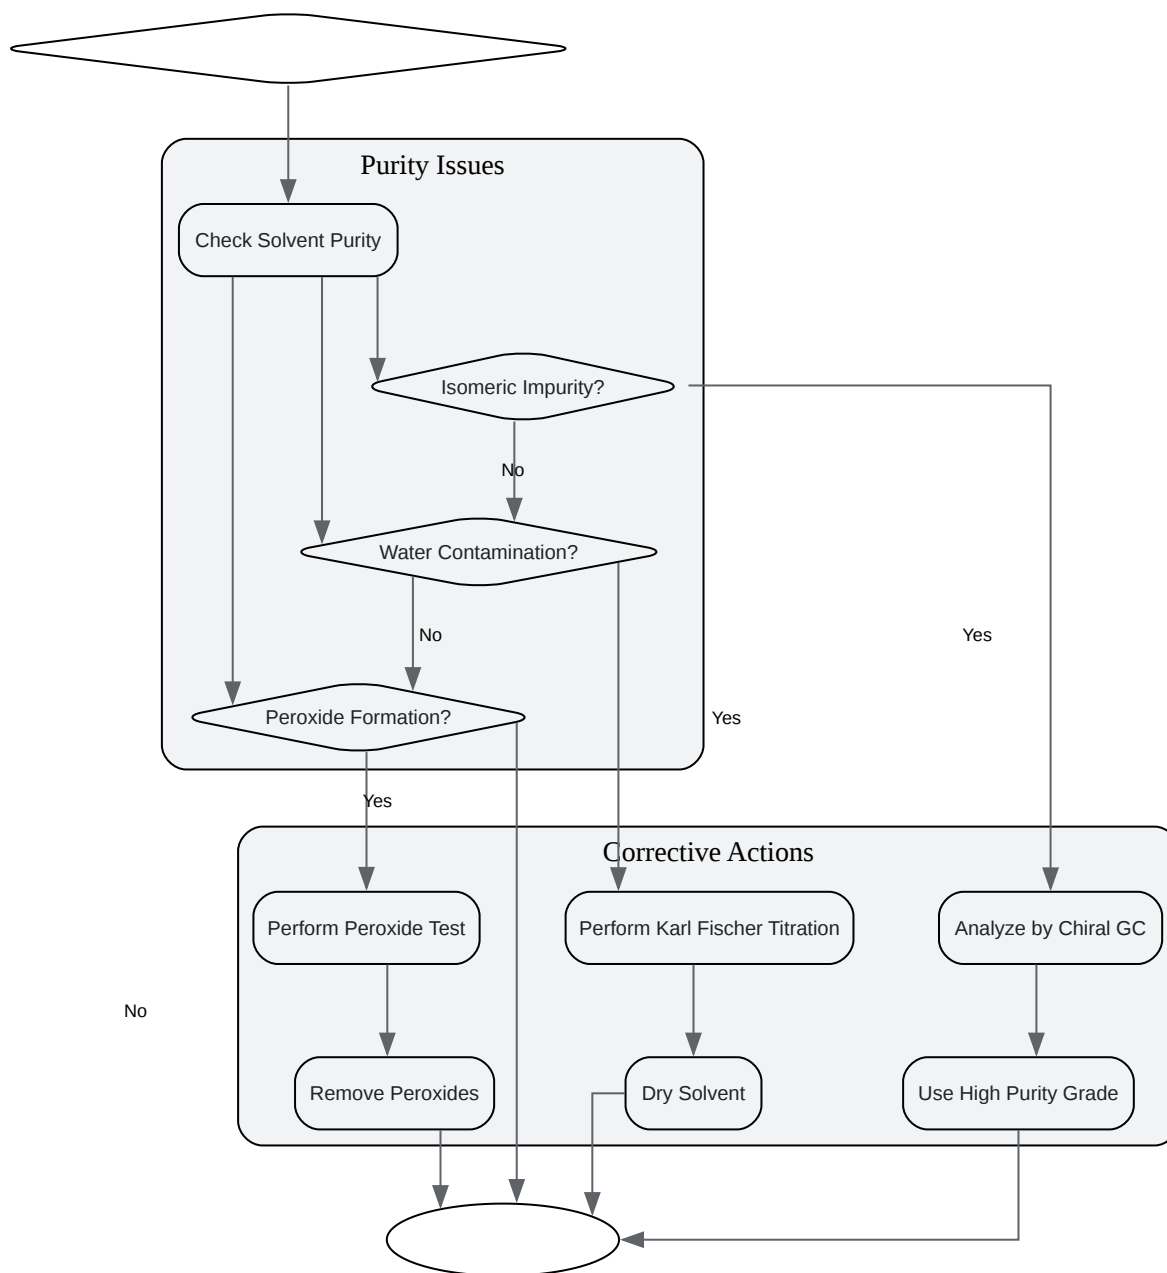 Purity Issues
Check Solvent Purity
Isomeric Impurity?
No
Water Contamination?
No
Yes
Peroxide Formation?
Yes
Yes
Corrective Actions
Perform Peroxide Test
Perform Karl Fischer Titration
Analyze by Chiral GC
No
Remove Peroxides
Dry Solvent
Use High Purity Grade